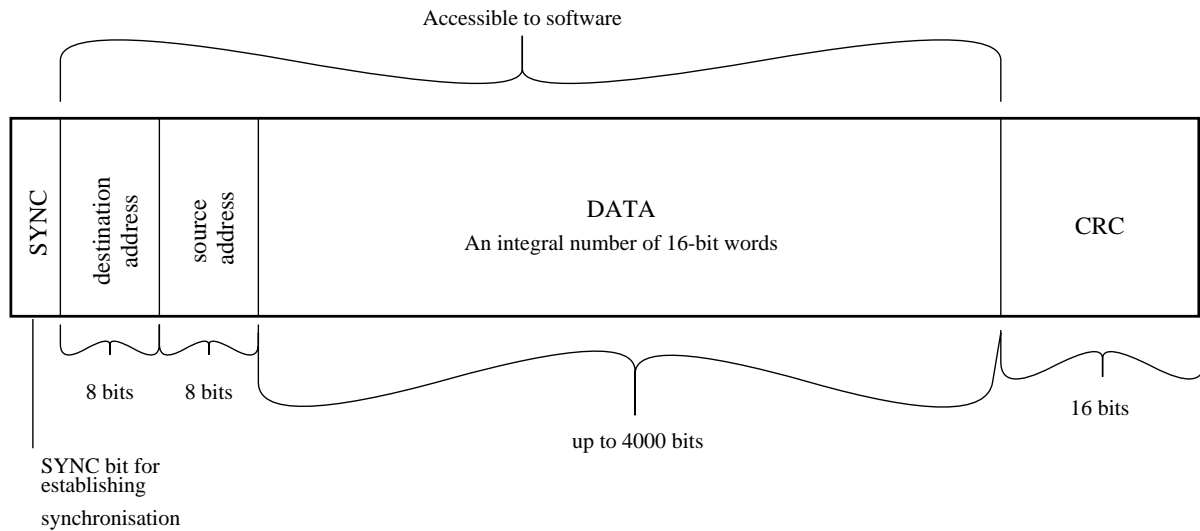 Accessible to software
SYNC
destination
address
source
address
DATA
An integral number of 16-bit words
CRC
8 bits
8 bits
up to 4000 bits
16 bits
SYNC bit for
establishing
synchronisation